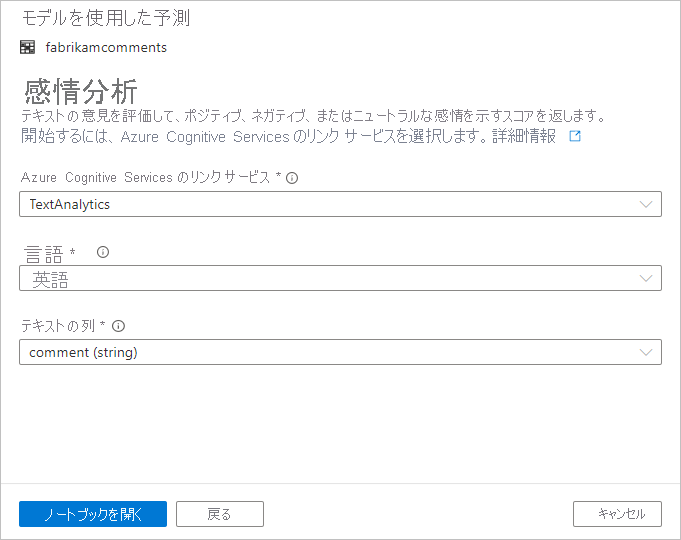 モデルを使用した予測
fabrikamcomments
感情分析
テキストの意見を評価して、ポジティブ、ネガティブ、またはニュートラルな感情を示すスコアを返します。
開始するには、Azure Cognitive Services のリンク サービスを選択します。詳細情報
Azure Cognitive Services のリンク サービス *
TextAnalytics
言語 *
英語
テキストの列 *
comment (string)
ノートブックを開く
戻る
キャンセル